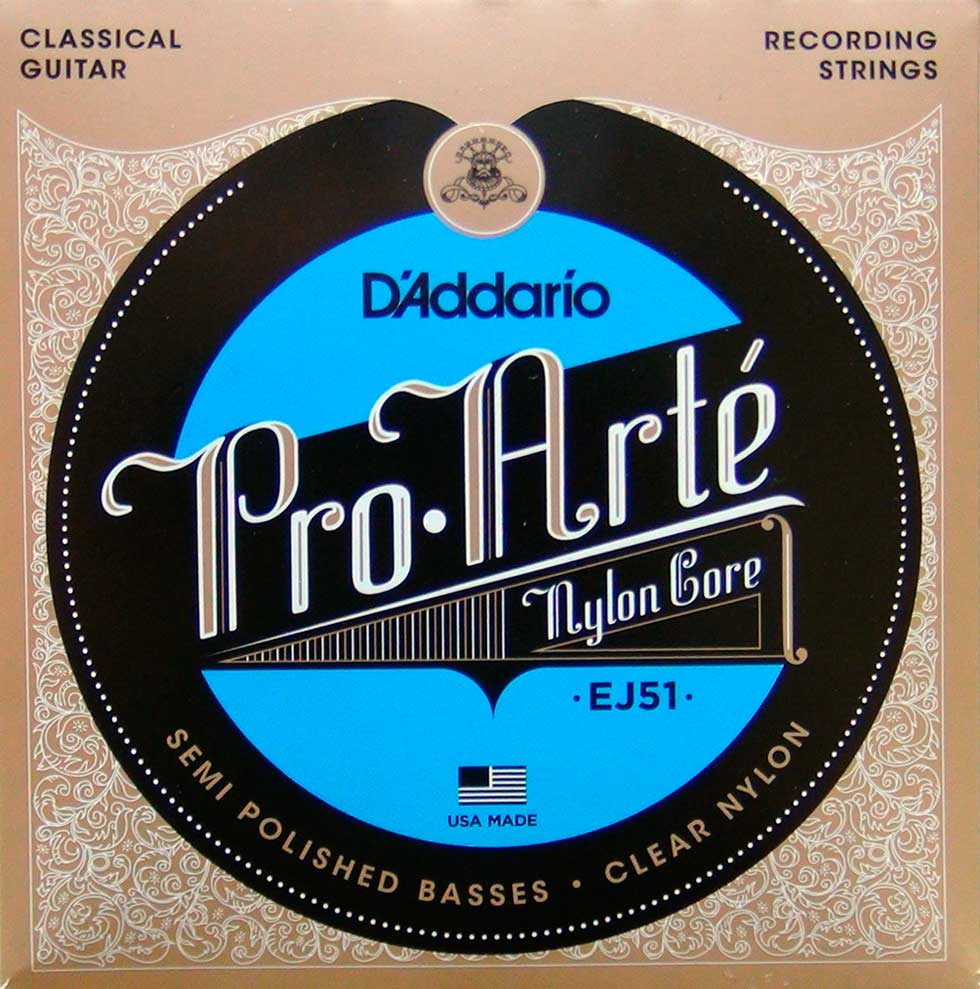 CLASSICAL
GUITAR
RECORDING
STRINGS
D'Addario
Pro·Arté
Nylon Core
·EJ51·
USA MADE
SEMI POLISHED BASSES · CLEAR NYLON